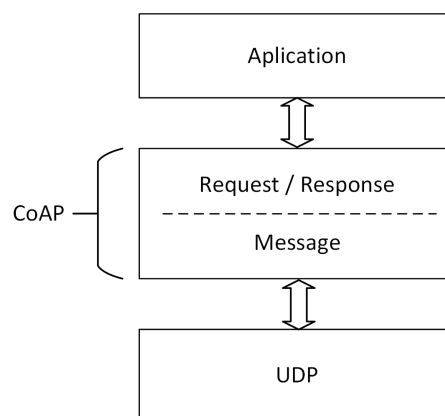 Aplication
Request / Response
CoAP
Message
UDP